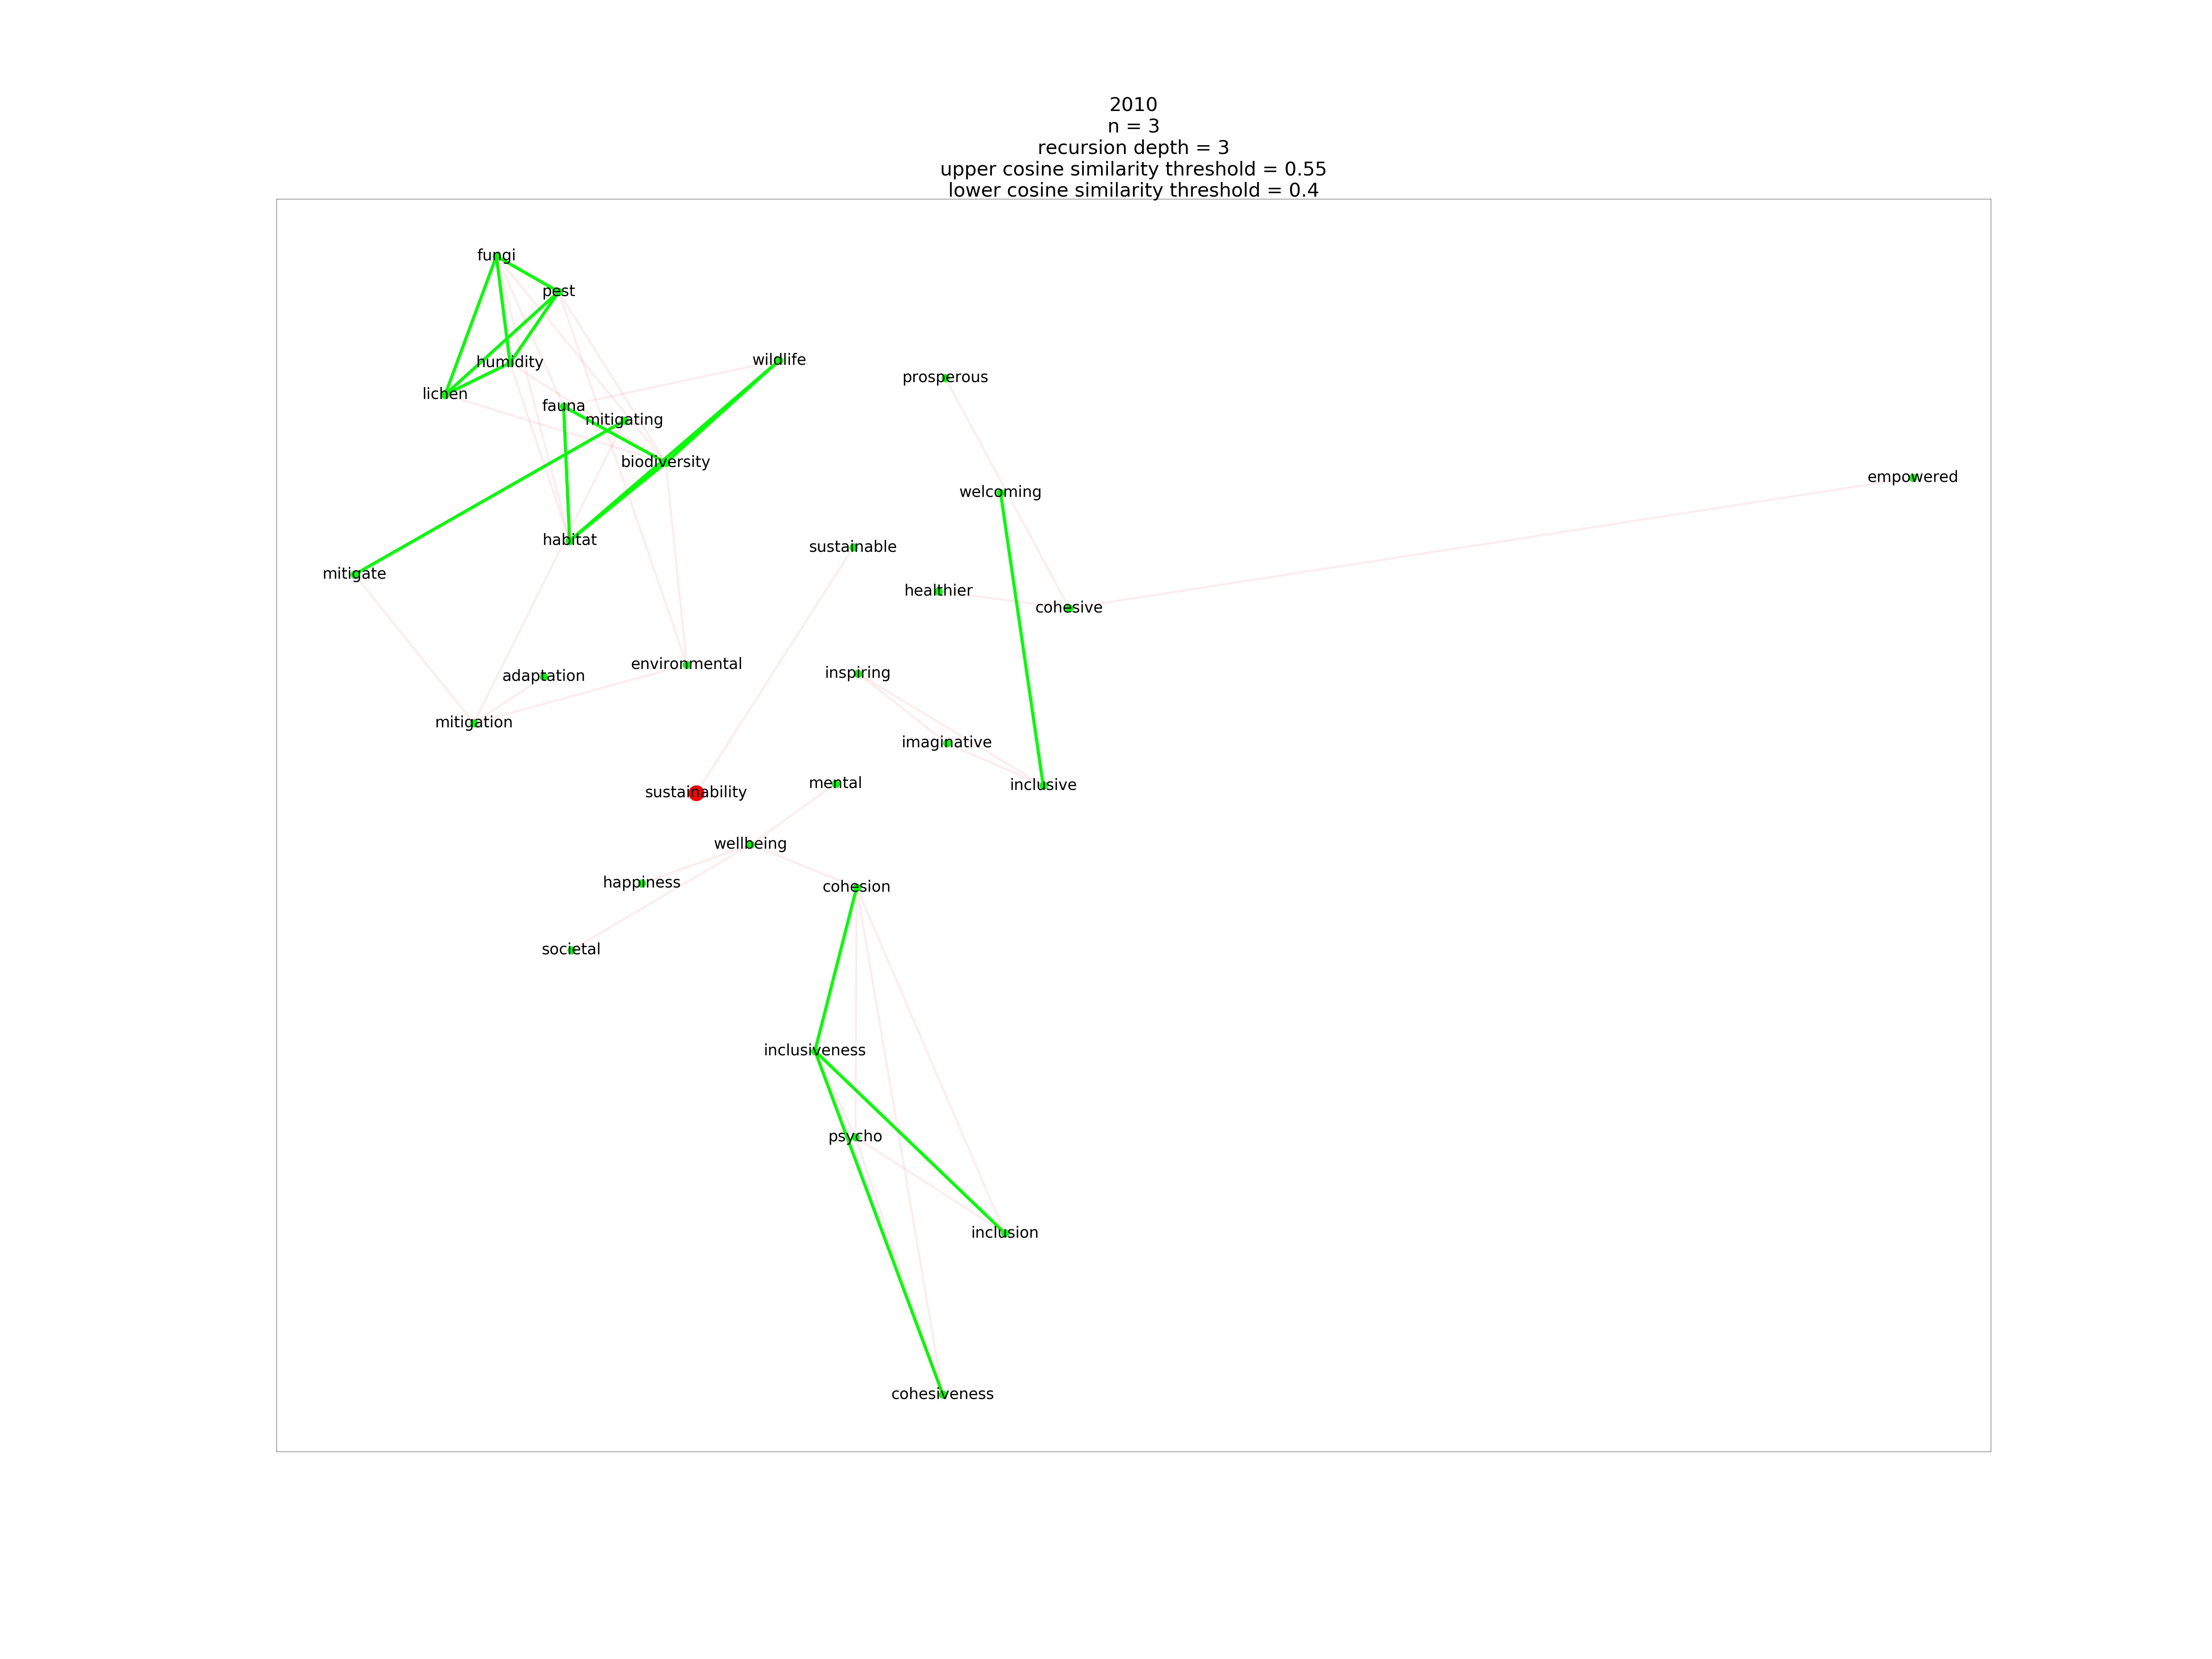 2010
n = 3
recursion depth = 3
upper cosine similarity threshold = 0.55
lower cosine similarity threshold = 0.4
fungi
pest
wildlife
humidity
prosperous
lichen
fauna
mitigating
biodiversity
empowered
welcoming
habitat
sustainable
mitigate
healthier
cohesive
environmental
inspiring
adaptation
mitigation
imaginative
mental
inclusive
sustainability
wellbeing
happiness
cohesion
societal
inclusiveness
psycho
inclusion
cohesiveness